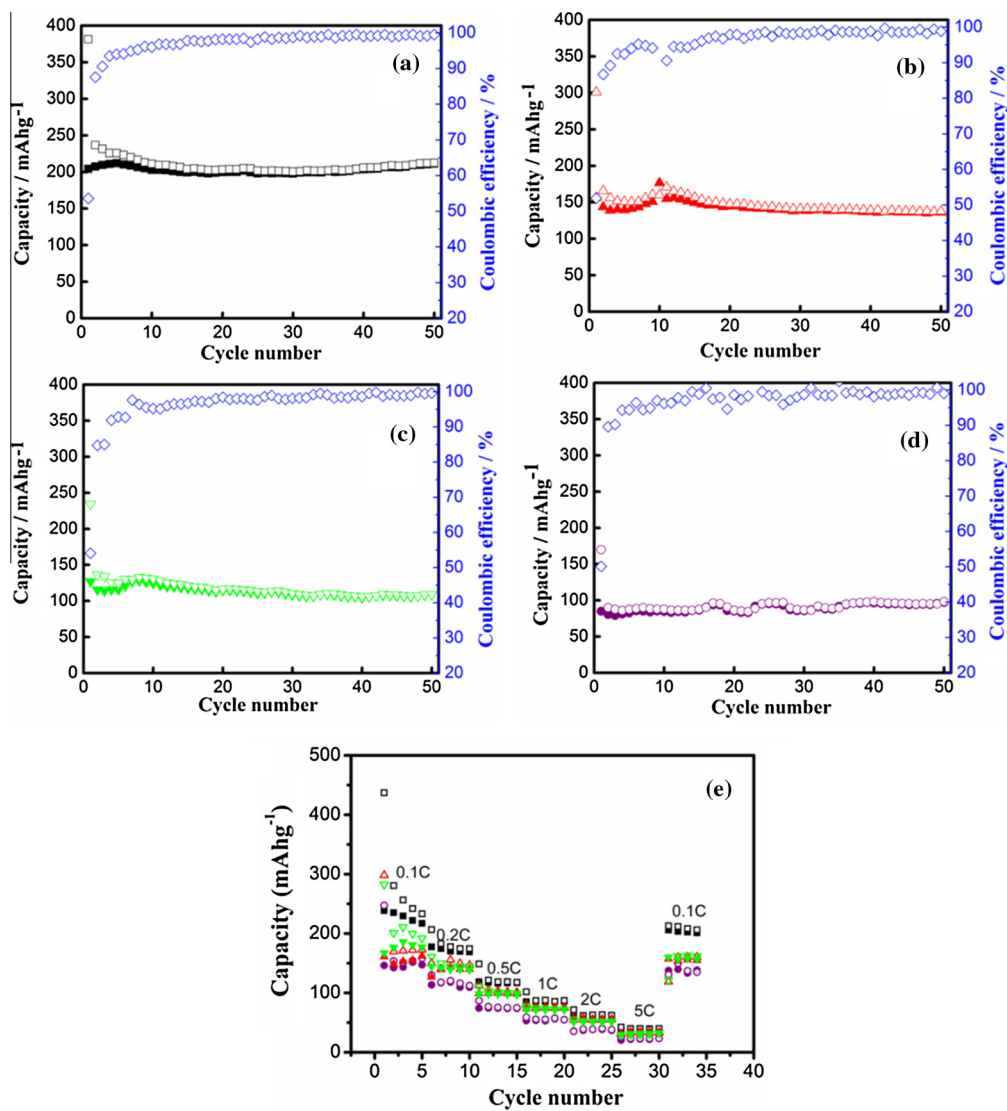 400
350
300
250
200
150
100
50
0
Capacity / mAhg-1
0 10 20 30 40 50
Cycle number
100
90
80
70
60
50
40
30
20
Coulombic efficiency / %
(a)
400
350
300
250
200
150
100
50
0
Capacity / mAhg-1
0 10 20 30 40 50
Cycle number
100
90
80
70
60
50
40
30
20
Coulombic efficiency / %
(b)
400
350
300
250
200
150
100
50
0
Capacity / mAhg-1
0 10 20 30 40 50
Cycle number
100
90
80
70
60
50
40
30
20
Coulombic efficiency / %
(c)
400
350
300
250
200
150
100
50
0
Capacity / mAhg-1
0 10 20 30 40 50
Cycle number
100
90
80
70
60
50
40
30
20
Coulombic efficiency / %
(d)
500
400
300
200
100
0
Capacity (mAhg-1)
(e)
0.1C
0.2C
0.5C
1C
2C
5C
0.1C
0 5 10 15 20 25 30 35 40
Cycle number